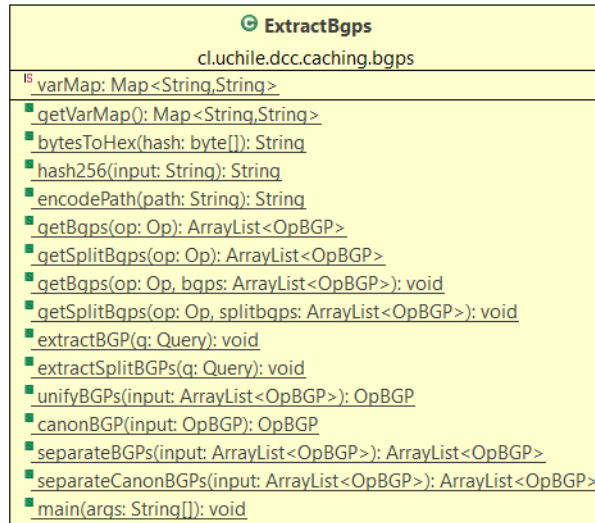 C ExtractBgps
cl.uchile.dcc.caching.bgps
IS varMap: Map<String,String>
S getVarMap(): Map<String,String>
S bytesToHex(hash: byte[]): String
S hash256(input: String): String
S encodePath(path: String): String
S getBgps(op: Op): ArrayList<OpBGP>
S getSplitBgps(op: Op): ArrayList<OpBGP>
S getBgps(op: Op, bgps: ArrayList<OpBGP>): void
S getSplitBgps(op: Op, splitbgps: ArrayList<OpBGP>): void
S extractBGP(q: Query): void
S extractSplitBGPs(q: Query): void
S unifyBGPs(input: ArrayList<OpBGP>): OpBGP
S canonBGP(input: OpBGP): OpBGP
S separateBGPs(input: ArrayList<OpBGP>): ArrayList<OpBGP>
S separateCanonBGPs(input: ArrayList<OpBGP>): ArrayList<OpBGP>
S main(args: String[]): void